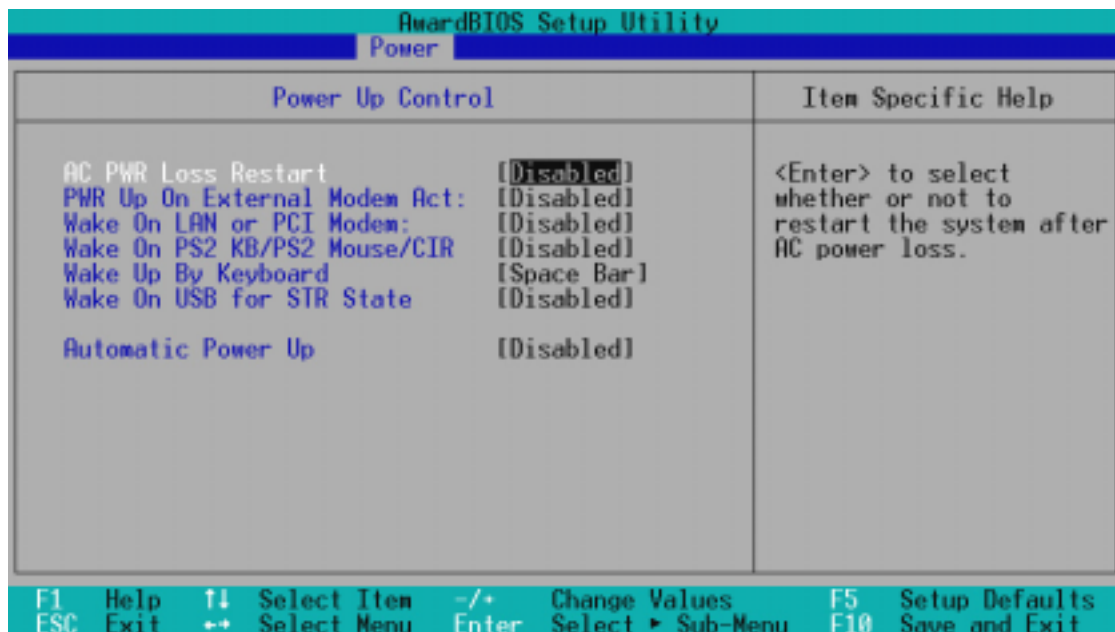 AwardBIOS Setup Utility
Power
Power Up Control
Item Specific Help
AC PWR Loss Restart [Disabled]
PWR Up On External Modem Act: [Disabled]
Wake On LAN or PCI Modem: [Disabled]
Wake On PS2 KB/PS2 Mouse/CIR [Disabled]
Wake Up By Keyboard [Space Bar]
Wake On USB for STR State [Disabled]
Automatic Power Up [Disabled]
<Enter> to select
whether or not to
restart the system after
AC power loss.
F1 Help ↑↓ Select Item -/+ Change Values F5 Setup Defaults
ESC Exit ←→ Select Menu Enter Select ► Sub-Menu F10 Save and Exit